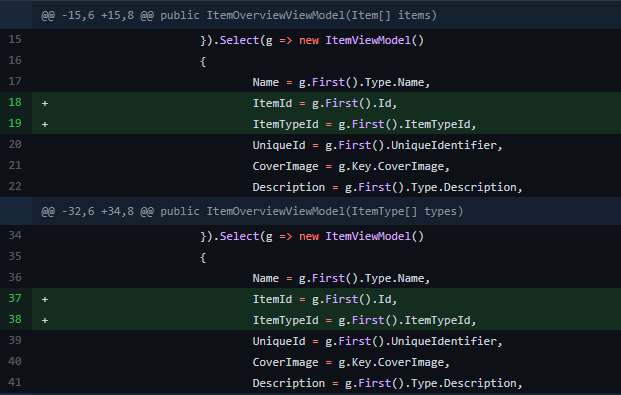 @@ -15,6 +15,8 @@ public ItemOverviewViewModel(Item[] items)
15 }).Select(g => new ItemViewModel()
16 {
17 Name = g.First().Type.Name,
18 + ItemId = g.First().Id,
19 + ItemTypeId = g.First().ItemTypeId,
20 UniqueId = g.First().UniqueIdentifier,
21 CoverImage = g.Key.CoverImage,
22 Description = g.First().Type.Description,
@@ -32,6 +34,8 @@ public ItemOverviewViewModel(ItemType[] types)
34 }).Select(g => new ItemViewModel()
35 {
36 Name = g.First().Type.Name,
37 + ItemId = g.First().Id,
38 + ItemTypeId = g.First().ItemTypeId,
39 UniqueId = g.First().UniqueIdentifier,
40 CoverImage = g.Key.CoverImage,
41 Description = g.First().Type.Description,